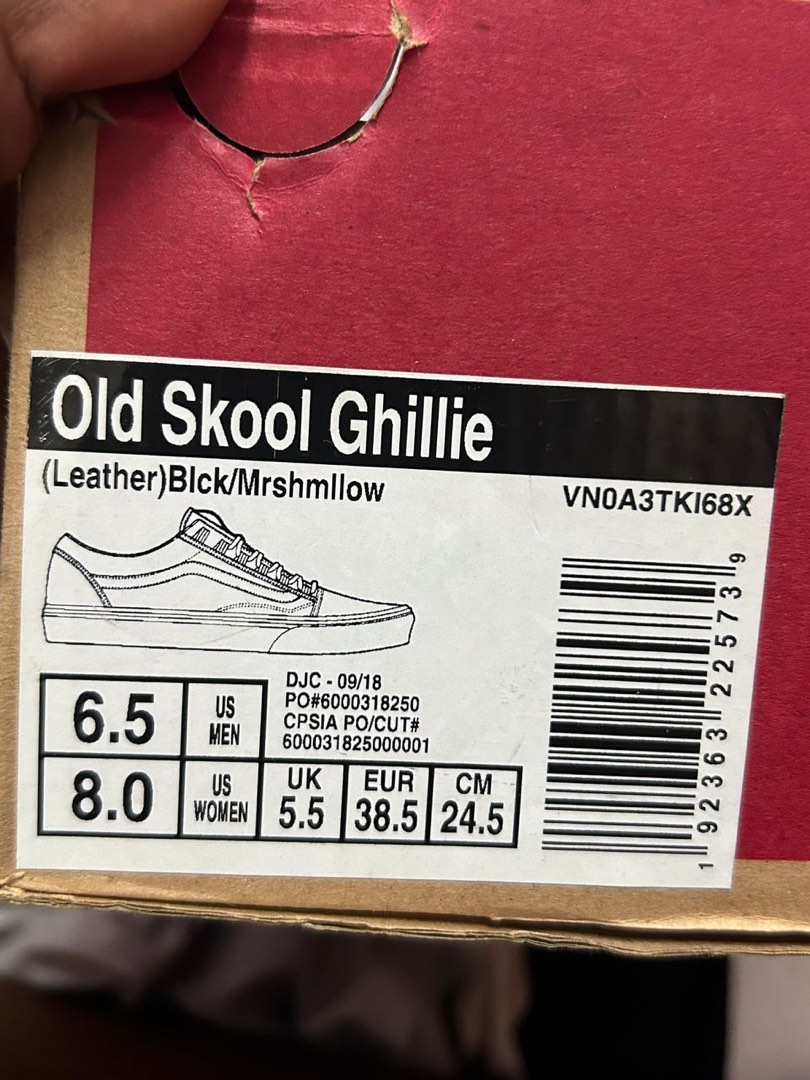 Old Skool Ghillie
(Leather)Blck/Mrshmllow
VN0A3TKI68X
6.5 US MEN
DJC - 09/18
PO#6000318250
CPSIA PO/CUT#
600031825000001
8.0 US WOMEN
UK 5.5
EUR 38.5
CM 24.5
1 92363 22573 9